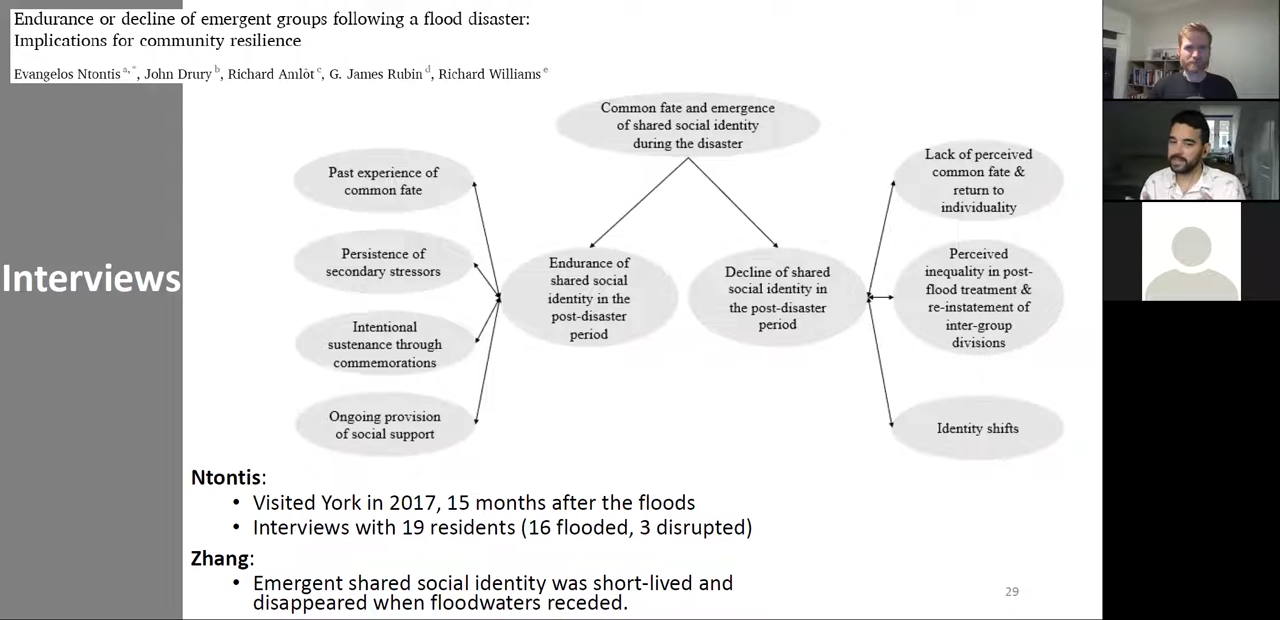 Endurance or decline of emergent groups following a flood disaster:
Implications for community resilience
Evangelos Ntontis a,*, John Drury b, Richard Amlôt c, G. James Rubin d, Richard Williams e
Interviews
Common fate and emergence
of shared social identity
during the disaster
Past experience of
common fate
Persistence of
secondary stressors
Intentional
sustenance through
commemorations
Ongoing provision
of social support
Endurance of
shared social
identity in the
post-disaster
period
Decline of shared
social identity in
the post-disaster
period
Lack of perceived
common fate &
return to
individuality
Perceived
inequality in post-
flood treatment &
re-instatement of
inter-group
divisions
Identity shifts
Ntontis:
• Visited York in 2017, 15 months after the floods
• Interviews with 19 residents (16 flooded, 3 disrupted)
Zhang:
• Emergent shared social identity was short-lived and
disappeared when floodwaters receded.
29